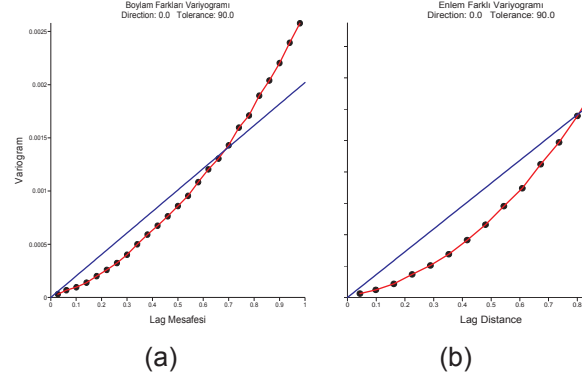 Boylam Farkları Variyogramı
Direction: 0.0 Tolerance: 90.0
0.0025
0.002
0.0015
0.001
0.0005
0
Variogram
0 0.1 0.2 0.3 0.4 0.5 0.6 0.7 0.8 0.9 1
Lag Mesafesi
(a)
Enlem Farklı Variyogramı
Direction: 0.0 Tolerance: 90.0
0 0.1 0.2 0.3 0.4 0.5 0.6 0.7 0.8
Lag Distance
(b)